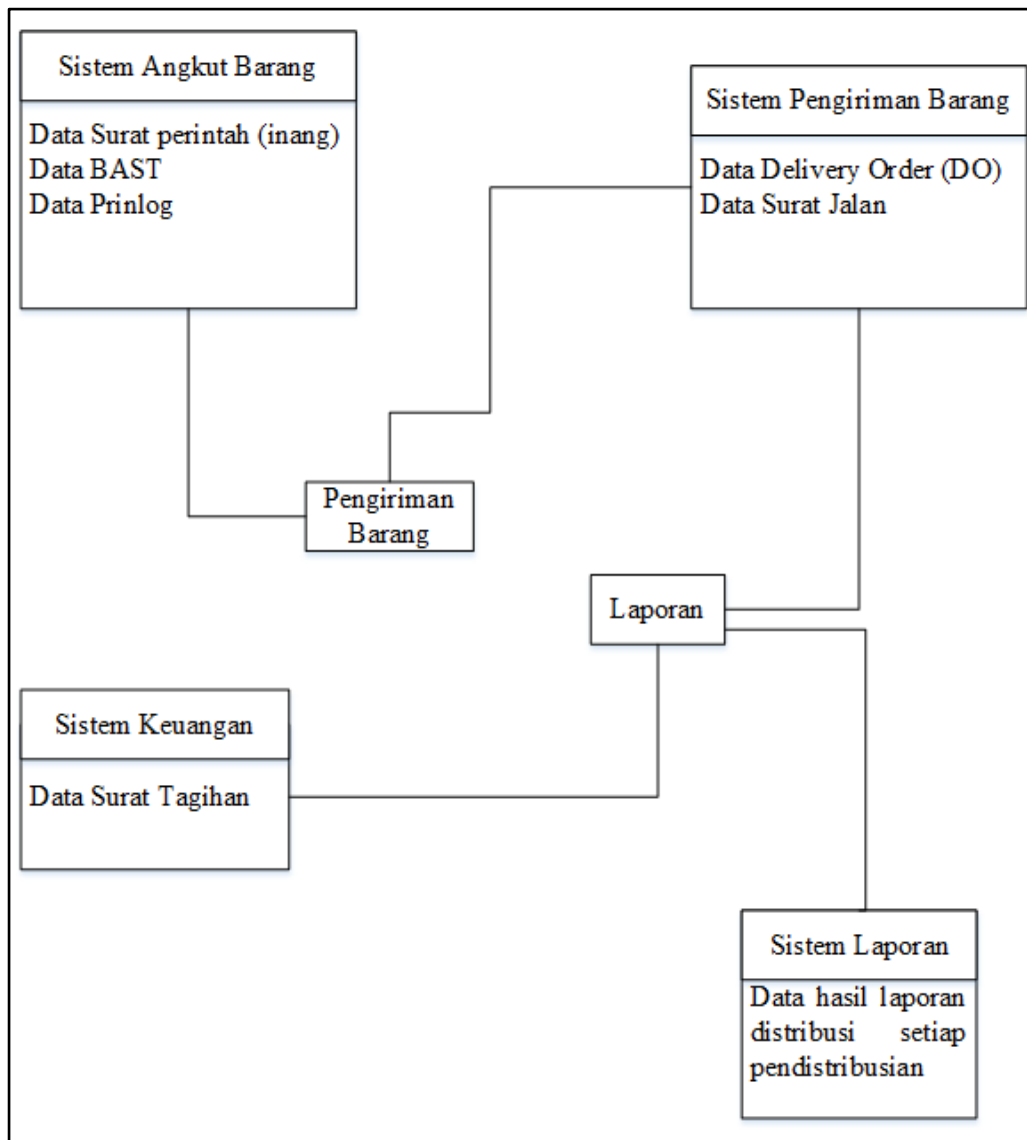 Sistem Angkut Barang
Data Surat perintah (inang)
Data BAST
Data Prinlog
Sistem Pengiriman Barang
Data Delivery Order (DO)
Data Surat Jalan
Pengiriman
Barang
Laporan
Sistem Keuangan
Data Surat Tagihan
Sistem Laporan
Data hasil laporan
distribusi setiap
pendistribusian